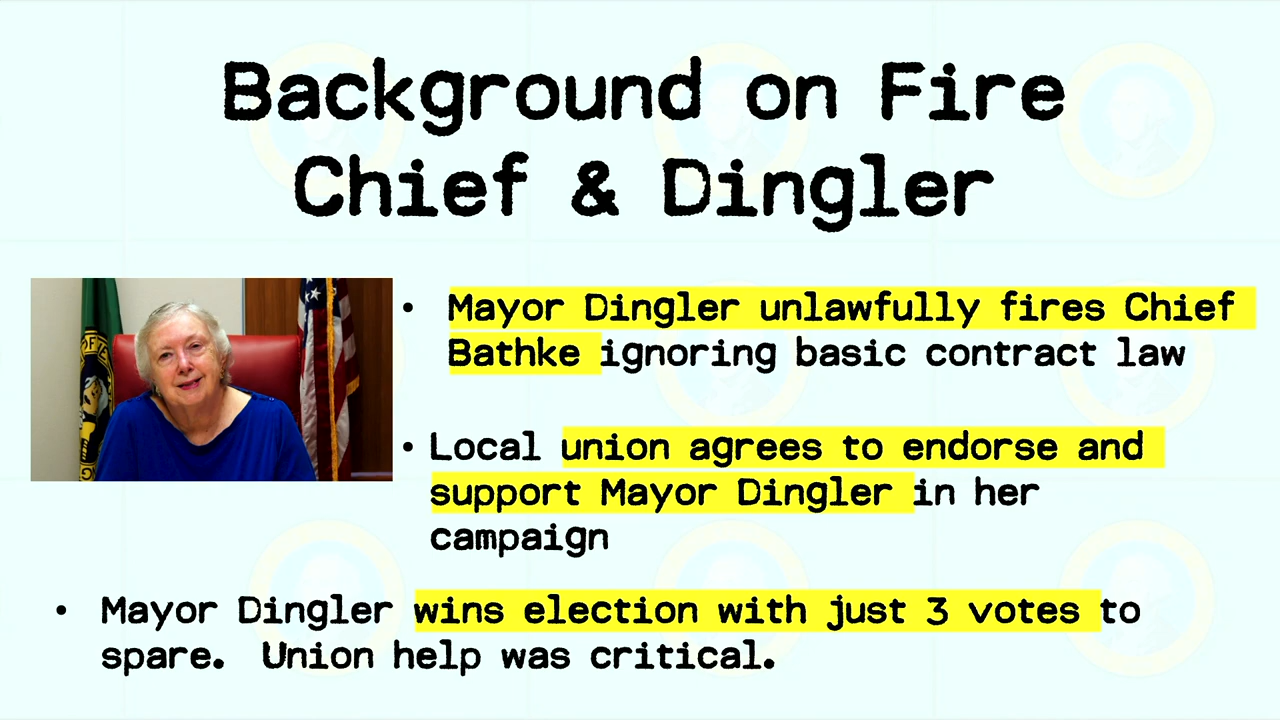 Background on Fire
Chief & Dingler
• Mayor Dingler unlawfully fires Chief
Bathke ignoring basic contract law
• Local union agrees to endorse and
support Mayor Dingler in her
campaign
• Mayor Dingler wins election with just 3 votes to
spare. Union help was critical.